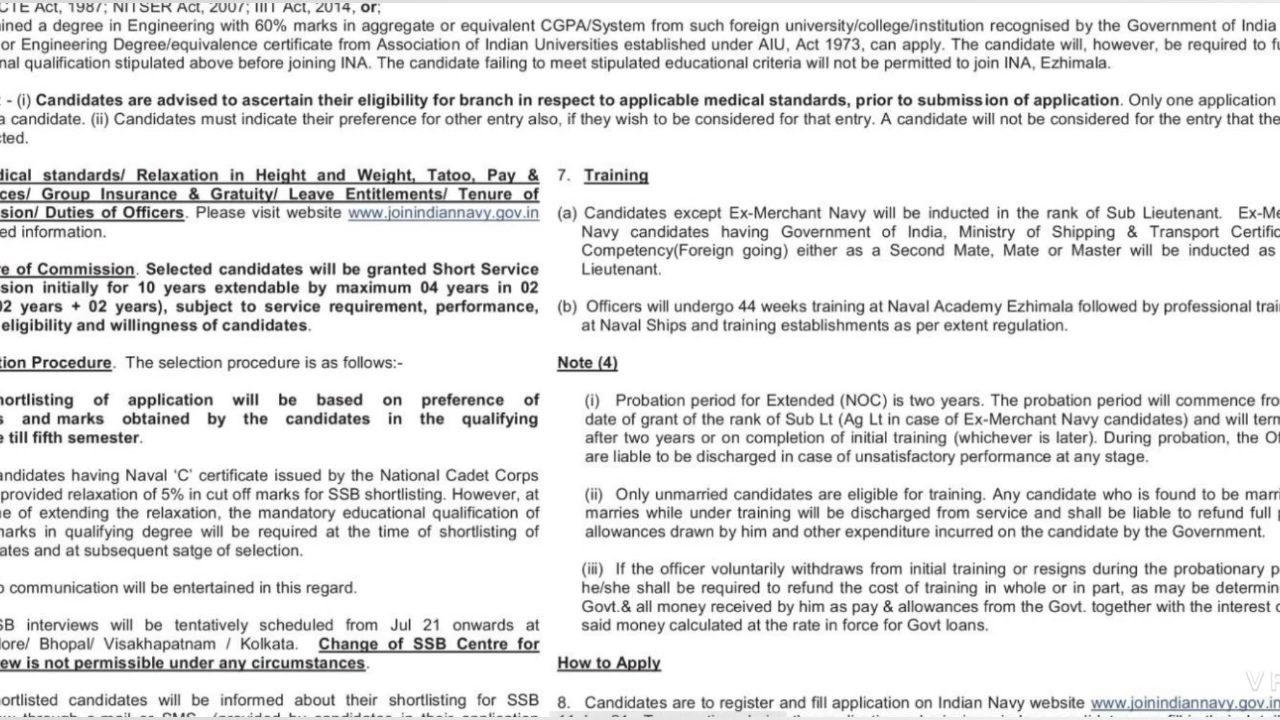 CTE Act, 1987; NITSER Act, 2007; IIIT Act, 2014, or;
ined a degree in Engineering with 60% marks in aggregate or equivalent CGPA/System from such foreign university/college/institution recognised by the Government of India
or Engineering Degree/equivalence certificate from Association of Indian Universities established under AIU, Act 1973, can apply. The candidate will, however, be required to fu
nal qualification stipulated above before joining INA. The candidate failing to meet stipulated educational criteria will not be permitted to join INA, Ezhimala.
- (i) Candidates are advised to ascertain their eligibility for branch in respect to applicable medical standards, prior to submission of application. Only one application
a candidate. (ii) Candidates must indicate their preference for other entry also, if they wish to be considered for that entry. A candidate will not be considered for the entry that the
cted.
dical standards/ Relaxation in Height and Weight, Tatoo, Pay &
ces/ Group Insurance & Gratuity/ Leave Entitlements/ Tenure of
sion/ Duties of Officers. Please visit website www.joinindiannavy.gov.in
ed information.
re of Commission. Selected candidates will be granted Short Service
sion initially for 10 years extendable by maximum 04 years in 02
02 years + 02 years), subject to service requirement, performance,
eligibility and willingness of candidates.
tion Procedure. The selection procedure is as follows:-
hortlisting of application will be based on preference of
s and marks obtained by the candidates in the qualifying
e till fifth semester.
andidates having Naval ‘C’ certificate issued by the National Cadet Corps
provided relaxation of 5% in cut off marks for SSB shortlisting. However, at
ne of extending the relaxation, the mandatory educational qualification of
marks in qualifying degree will be required at the time of shortlisting of
ates and at subsequent satge of selection.
o communication will be entertained in this regard.
SB interviews will be tentatively scheduled from Jul 21 onwards at
lore/ Bhopal/ Visakhapatnam / Kolkata. Change of SSB Centre for
ew is not permissible under any circumstances.
hortlisted candidates will be informed about their shortlisting for SSB
7. Training
(a) Candidates except Ex-Merchant Navy will be inducted in the rank of Sub Lieutenant. Ex-Me
Navy candidates having Government of India, Ministry of Shipping & Transport Certific
Competency(Foreign going) either as a Second Mate, Mate or Master will be inducted as
Lieutenant.
(b) Officers will undergo 44 weeks training at Naval Academy Ezhimala followed by professional trai
at Naval Ships and training establishments as per extent regulation.
Note (4)
(i) Probation period for Extended (NOC) is two years. The probation period will commence fro
date of grant of the rank of Sub Lt (Ag Lt in case of Ex-Merchant Navy candidates) and will term
after two years or on completion of initial training (whichever is later). During probation, the Of
are liable to be discharged in case of unsatisfactory performance at any stage.
(ii) Only unmarried candidates are eligible for training. Any candidate who is found to be marri
marries while under training will be discharged from service and shall be liable to refund full p
allowances drawn by him and other expenditure incurred on the candidate by the Government.
(iii) If the officer voluntarily withdraws from initial training or resigns during the probationary p
he/she shall be required to refund the cost of training in whole or in part, as may be determin
Govt.& all money received by him as pay & allowances from the Govt. together with the interest o
said money calculated at the rate in force for Govt loans.
How to Apply
8. Candidates are to register and fill application on Indian Navy website www.joinindiannavy.gov.in